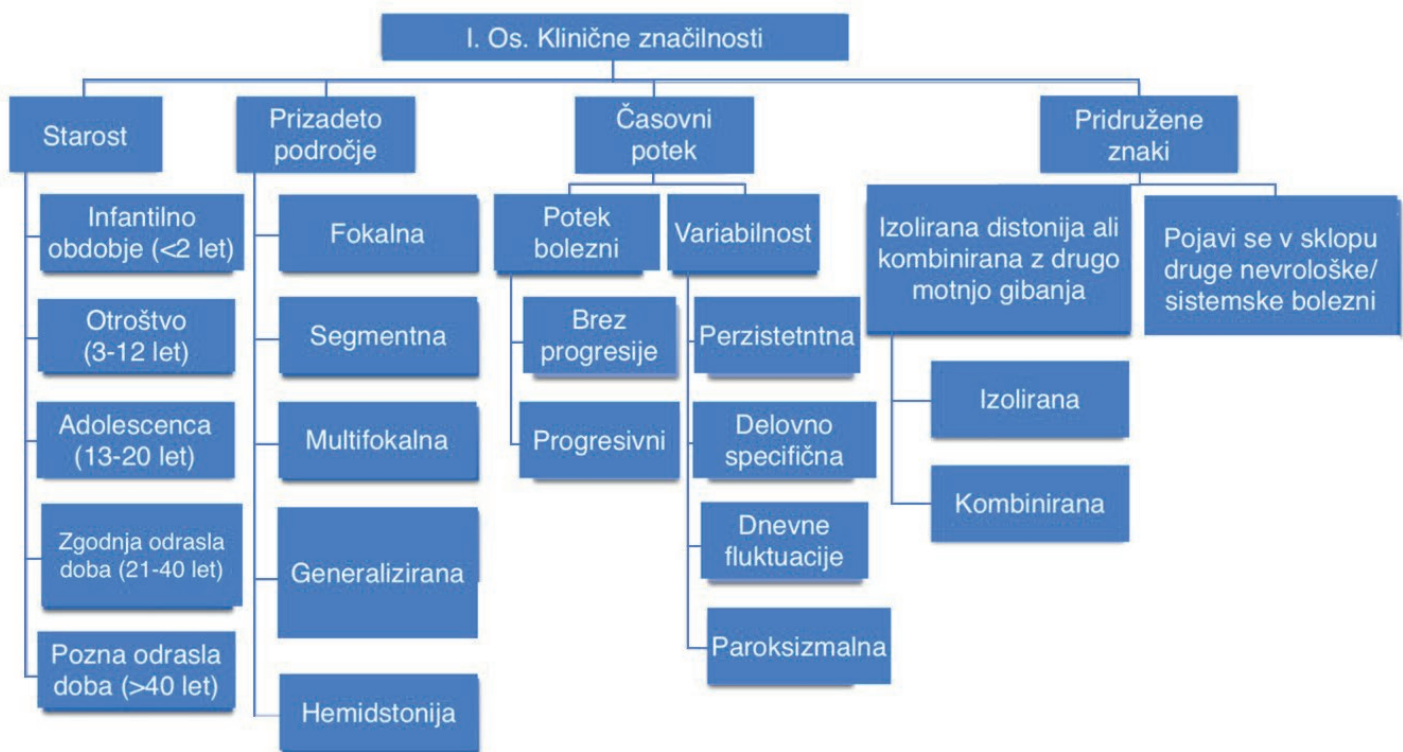 I. Os. Klinične značilnosti
Starost
Infantilno
obdobje (<2 let)
Otroštvo
(3-12 let)
Adolescenca
(13-20 let)
Zgodnja odrasla
doba (21-40 let)
Pozna odrasla
doba (>40 let)
Prizadeto
področje
Fokalna
Segmentna
Multifokalna
Generalizirana
Hemidstonija
Časovni
potek
Potek
bolezni
Brez
progresije
Progresivni
Variabilnost
Perzistetntna
Delovno
specifična
Dnevne
fluktuacije
Paroksizmalna
Pridružene
znaki
Izolirana distonija ali
kombinirana z drugo
motnjo gibanja
Izolirana
Kombinirana
Pojavi se v sklopu
druge nevrološke/
sistemske bolezni